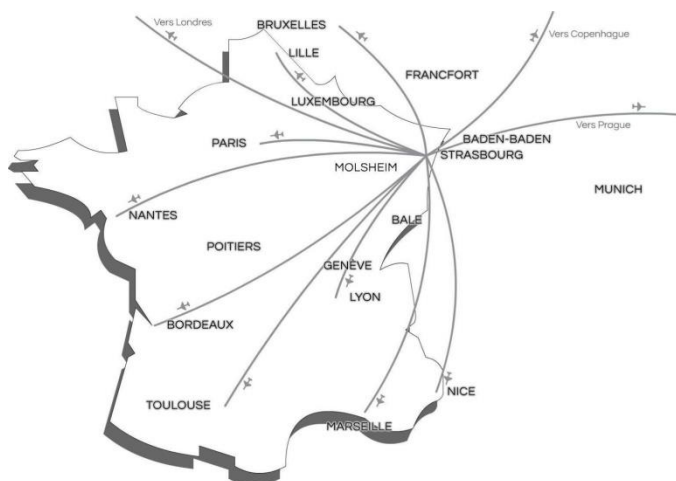 BRUXELLES
Vers Londres
Vers Copenhague
LILLE
FRANCFORT
LUXEMBOURG
Vers Prague
BADEN-BADEN
PARIS
STRASBOURG
MOLSHEIM
MUNICH
NANTES
BALE
POITIERS
GENÈVE
LYON
BORDEAUX
NICE
TOULOUSE
MARSEILLE